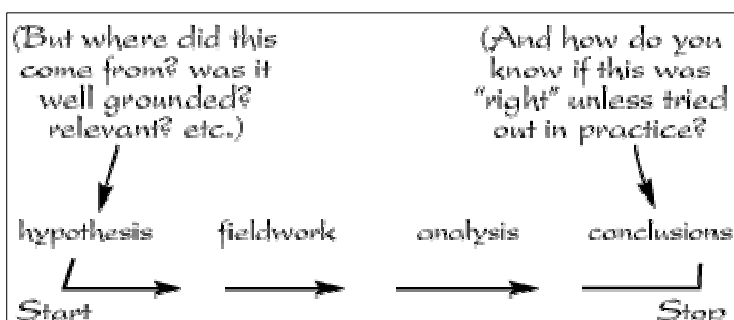 (But where did this
come from? was it
well grounded?
relevant? etc.)
(And how do you
know if this was
"right" unless tried
out in practice?
hypothesis fieldwork analysis conclusions
Start Stop